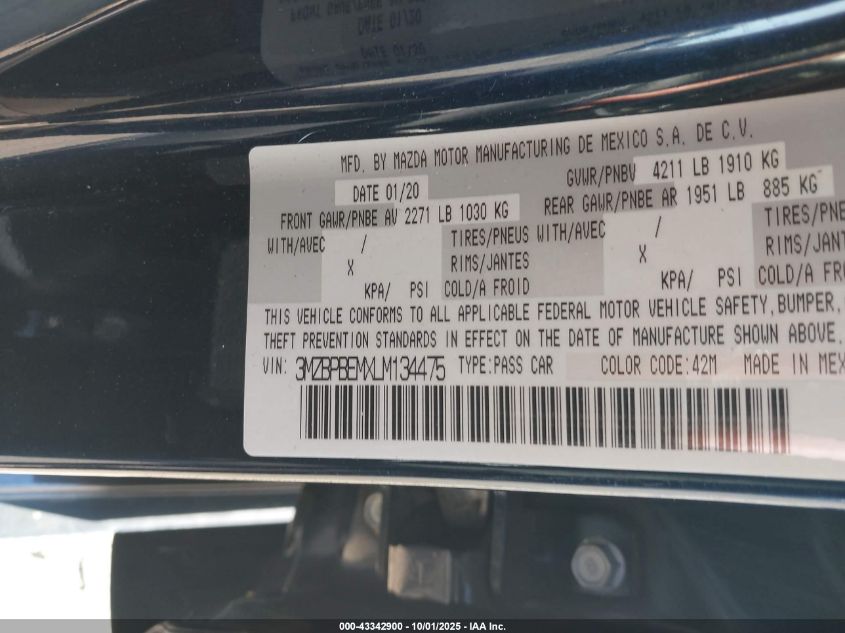 MFD. BY MAZDA MOTOR MANUFACTURING DE MEXICO S.A. DE C.V.
DATE 01/20 GVWR/PNBV 4211 LB 1910 KG
FRONT GAWR/PNBE AV 2271 LB 1030 KG REAR GAWR/PNBE AR 1951 LB 885 KG
WITH/AVEC / TIRES/PNEUS WITH/AVEC / TIRES/PNE
X RIMS/JANTES X RIMS/JANTES
KPA/ PSI COLD/A FROID KPA/ PSI COLD/A FRO
THIS VEHICLE CONFORMS TO ALL APPLICABLE FEDERAL MOTOR VEHICLE SAFETY, BUMPER,
THEFT PREVENTION STANDARDS IN EFFECT ON THE DATE OF MANUFACTURE SHOWN ABOVE.
VIN: 3MZBPBEMXLM134475 TYPE:PASS CAR COLOR CODE:42M MADE IN MEX
000-43342900 - 10/01/2025 - IAA Inc.